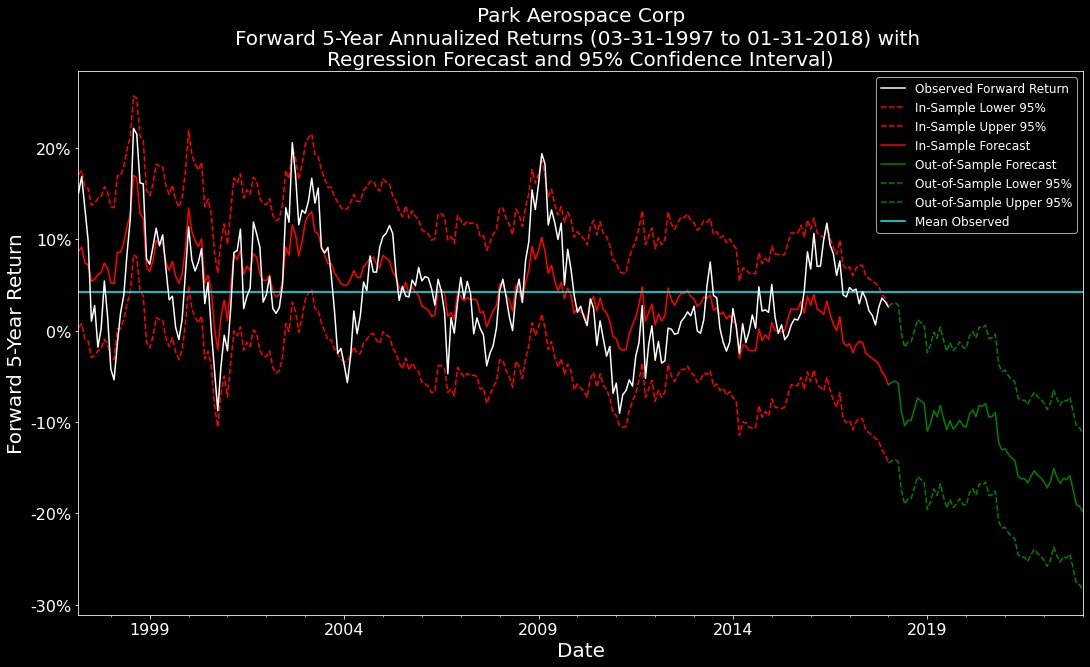 Park Aerospace Corp
Forward 5-Year Annualized Returns (03-31-1997 to 01-31-2018) with
Regression Forecast and 95% Confidence Interval)
Observed Forward Return
In-Sample Lower 95%
In-Sample Upper 95%
In-Sample Forecast
Out-of-Sample Forecast
Out-of-Sample Lower 95%
Out-of-Sample Upper 95%
Mean Observed
Forward 5-Year Return
20%
10%
0%
-10%
-20%
-30%
1999
2004
2009
2014
2019
Date